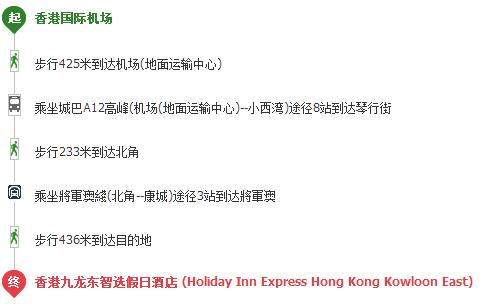 起 香港国际机场
步行425米到达机场(地面运输中心)
乘坐城巴A12高峰(机场(地面运输中心)--小西湾)途径8站到达琴行街
步行233米到达北角
乘坐將軍澳綫(北角--康城)途径3站到达將軍澳
步行436米到达目的地
终 香港九龙东智选假日酒店 (Holiday Inn Express Hong Kong Kowloon East)